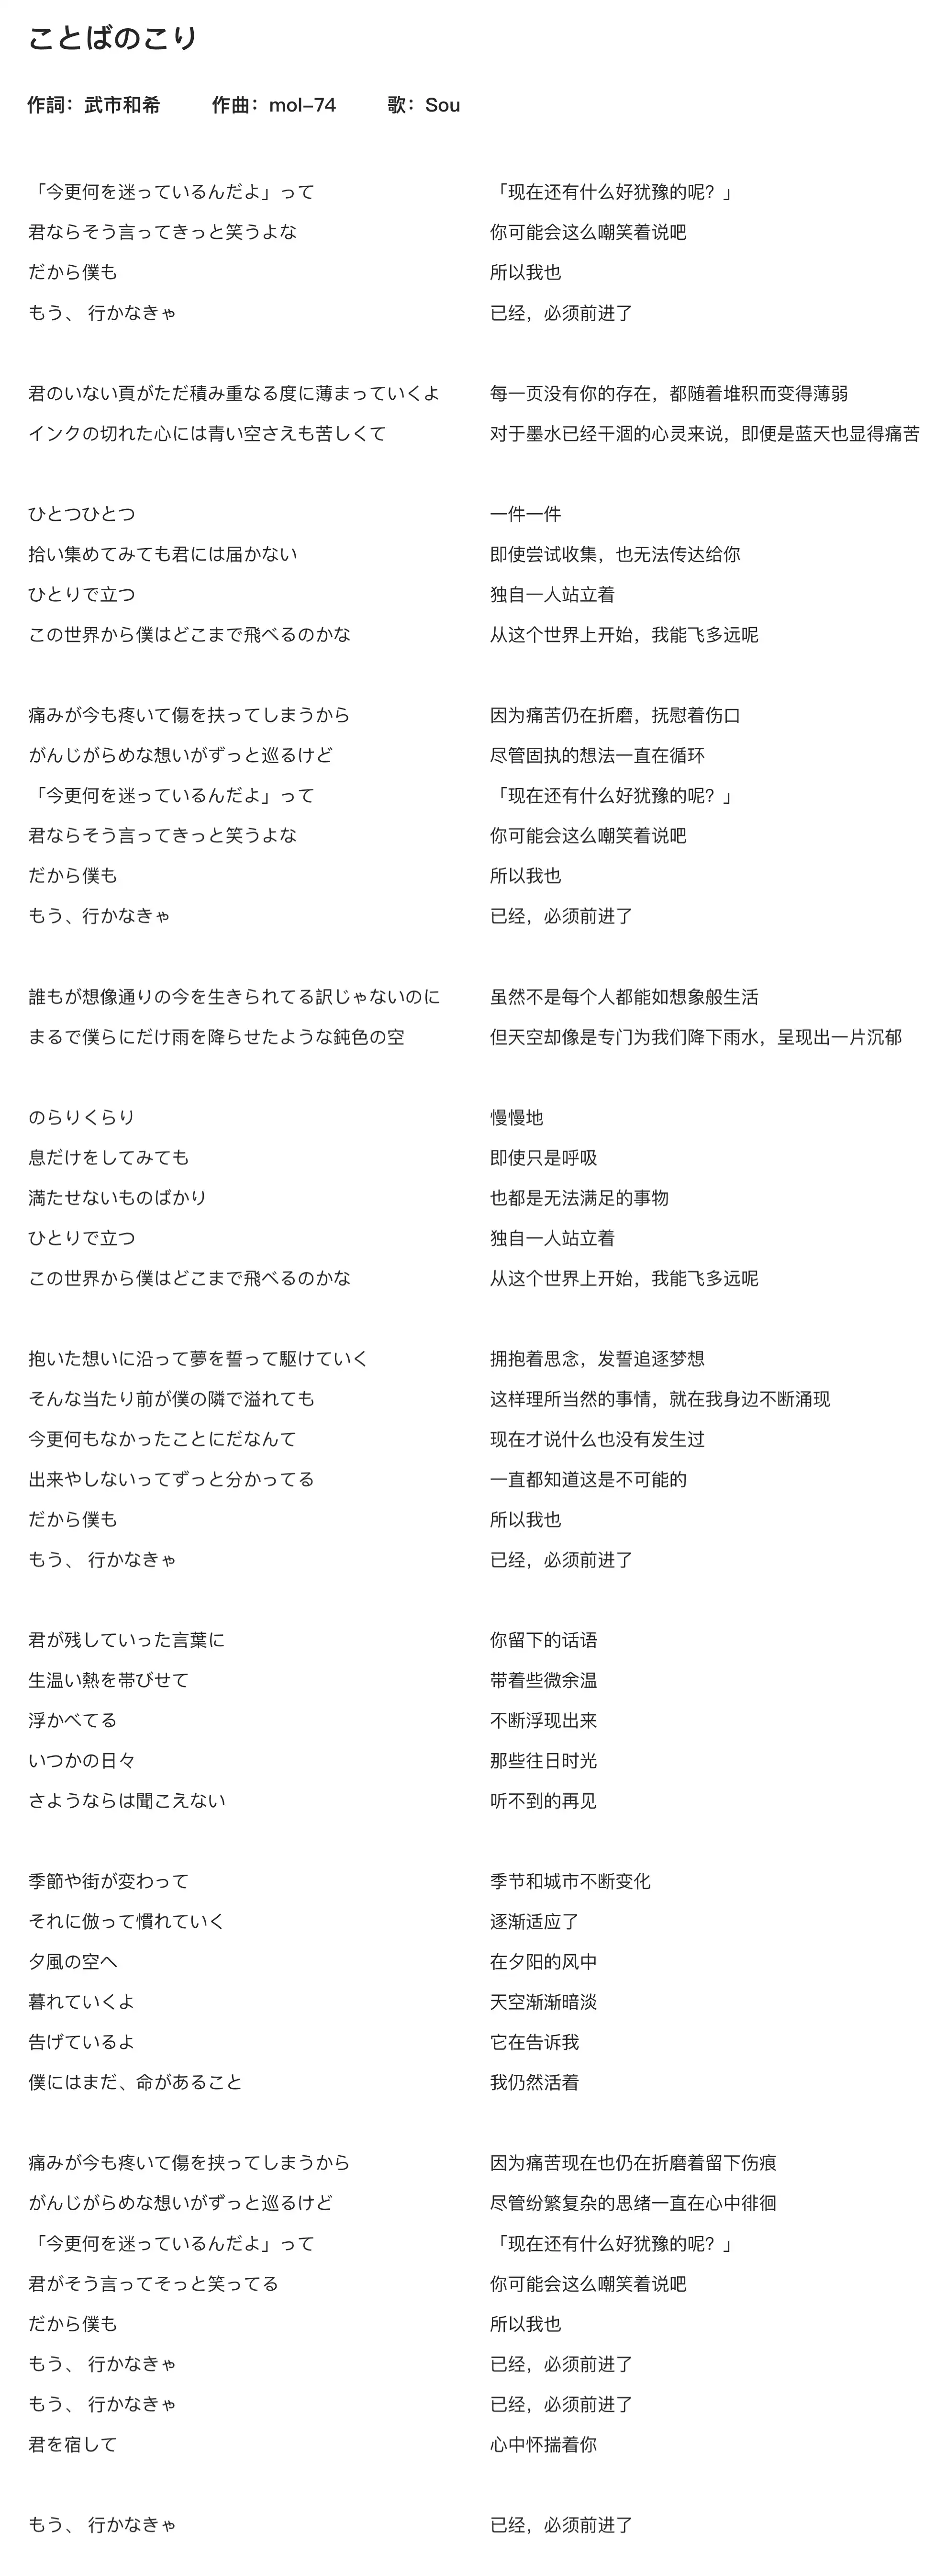 ことばのこり
作詞：武市和希 作曲：mol-74 歌：Sou
「今更何を迷っているんだよ」って 「现在还有什么好犹豫的呢？」
君ならそう言ってきっと笑うよな 你可能会这么嘲笑着说吧
だから僕も 所以我也
もう、 行かなきゃ 已经，必须前进了
君のいない頁がただ積み重なる度に薄まっていくよ 每一页没有你的存在，都随着堆积而变得薄弱
インクの切れた心には青い空さえも苦しくて 对于墨水已经干涸的心灵来说，即便是蓝天也显得痛苦
ひとつひとつ 一件一件
拾い集めてみても君には届かない 即使尝试收集，也无法传达给你
ひとりで立つ 独自一人站立着
この世界から僕はどこまで飛べるのかな 从这个世界上开始，我能飞多远呢
痛みが今も疼いて傷を扶ってしまうから 因为痛苦仍在折磨，抚慰着伤口
がんじがらめな想いがずっと巡るけど 尽管固执的想法一直在循环
「今更何を迷っているんだよ」って 「现在还有什么好犹豫的呢？」
君ならそう言ってきっと笑うよな 你可能会这么嘲笑着说吧
だから僕も 所以我也
もう、行かなきゃ 已经，必须前进了
誰もが想像通りの今を生きられてる訳じゃないのに 虽然不是每个人都能如想象般生活
まるで僕らにだけ雨を降らせたような鈍色の空 但天空却像是专门为我们降下雨水，呈现出一片沉郁
のらりくらり 慢慢地
息だけをしてみても 即使只是呼吸
満たせないものばかり 也都是无法满足的事物
ひとりで立つ 独自一人站立着
この世界から僕はどこまで飛べるのかな 从这个世界上开始，我能飞多远呢
抱いた想いに沿って夢を誓って駆けていく 拥抱着思念，发誓追逐梦想
そんな当たり前が僕の隣で溢れても 这样理所当然的事情，就在我身边不断涌现
今更何もなかったことにだなんて 现在才说什么也没有发生过
出来やしないってずっと分かってる 一直都知道这是不可能的
だから僕も 所以我也
もう、 行かなきゃ 已经，必须前进了
君が残していった言葉に 你留下的话语
生温い熱を帯びせて 带着些微余温
浮かべてる 不断浮现出来
いつかの日々 那些往日时光
さようならは聞こえない 听不到的再见
季節や街が変わって 季节和城市不断变化
それに倣って慣れていく 逐渐适应了
夕風の空へ 在夕阳的风中
暮れていくよ 天空渐渐暗淡
告げているよ 它在告诉我
僕にはまだ、命があること 我仍然活着
痛みが今も疼いて傷を挟ってしまうから 因为痛苦现在也仍在折磨着留下伤痕
がんじがらめな想いがずっと巡るけど 尽管纷繁复杂的思绪一直在心中徘徊
「今更何を迷っているんだよ」って 「现在还有什么好犹豫的呢？」
君がそう言ってそっと笑ってる 你可能会这么嘲笑着说吧
だから僕も 所以我也
もう、 行かなきゃ 已经，必须前进了
もう、 行かなきゃ 已经，必须前进了
君を宿して 心中怀揣着你
もう、 行かなきゃ 已经，必须前进了